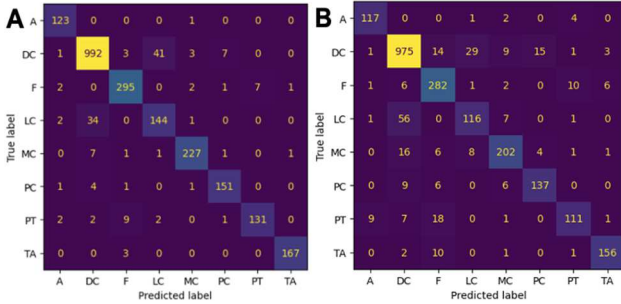 A
True label
A 123 0 0 0 1 0 0 0
DC 1 992 3 41 3 7 0 0
F 2 0 295 0 2 1 7 1
LC 2 34 0 144 1 0 0 0
MC 0 7 1 1 227 1 0 1
PC 1 4 1 0 1 151 0 0
PT 2 2 9 2 0 1 131 0
TA 0 0 3 0 0 0 0 167
A DC F LC MC PC PT TA
Predicted label
B
True label
A 117 0 0 1 2 0 4 0
DC 1 975 14 29 9 15 1 3
F 1 6 282 1 2 0 10 6
LC 1 56 0 116 7 0 1 0
MC 0 16 6 8 202 4 1 1
PC 0 9 6 0 6 137 0 0
PT 9 7 18 0 1 0 111 1
TA 0 2 10 0 1 0 1 156
A DC F LC MC PC PT TA
Predicted label